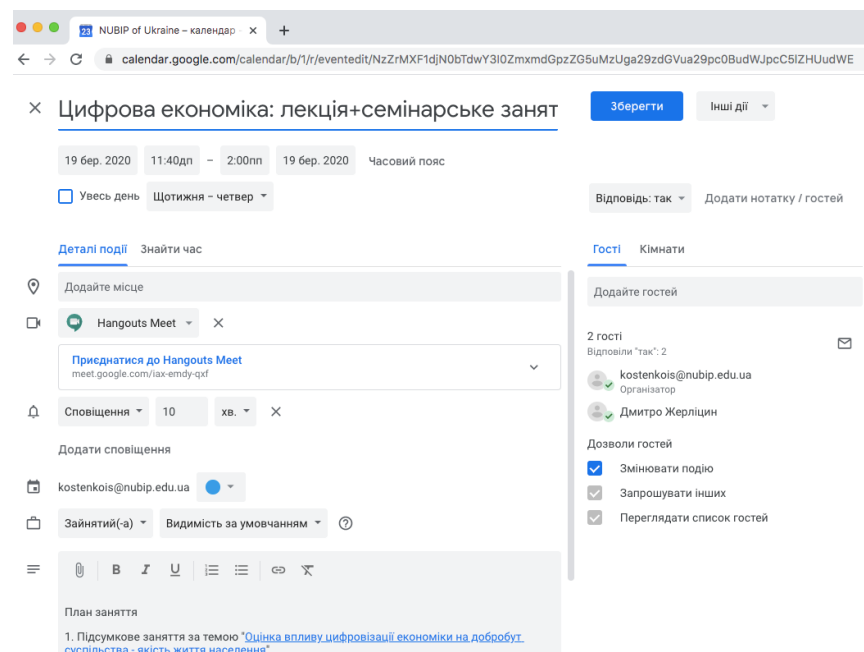 NUBIP of Ukraine – календар
calendar.google.com/calendar/b/1/r/eventedit/NzZrMXF1djN0bTdwY3I0ZmxmdGpzZG5uMzUga29zdGVua29pc0BudWJpcC5lZHUudWE
Цифрова економіка: лекція+семінарське занят
Зберегти
Інші дії
19 бер. 2020 11:40дп – 2:00пп 19 бер. 2020 Часовий пояс
Увесь день Щотижня – четвер
Відповідь: так Додати нотатку / гостей
Деталі події Знайти час
Гості Кімнати
Додайте місце
Додайте гостей
Hangouts Meet
Приєднатися до Hangouts Meet
meet.google.com/iax-emdy-qxf
2 гості
Відповіли "так": 2
kostenkois@nubip.edu.ua
Організатор
Дмитро Жерліцин
Сповіщення 10 хв.
Додати сповіщення
Дозволи гостей
Змінювати подію
Запрошувати інших
Переглядати список гостей
kostenkois@nubip.edu.ua
Зайнятий(-а) Видимість за умовчанням
B I U
План заняття
1. Підсумкове заняття за темою "Оцінка впливу цифровізації економіки на добробут
суспільства - якість життя населення"